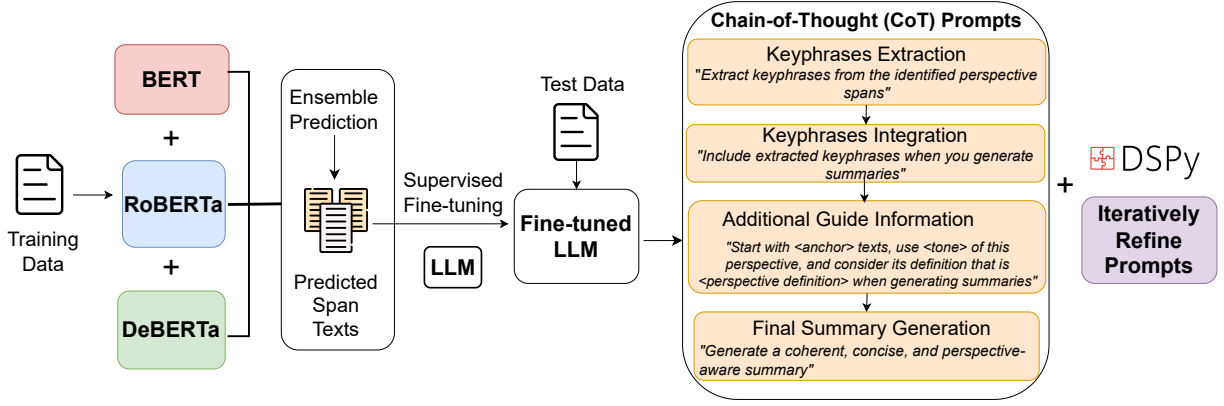 Training
Data
BERT
+
RoBERTa
+
DeBERTa
Ensemble
Prediction
Predicted
Span
Texts
Supervised
Fine-tuning
LLM
Test Data
Fine-tuned
LLM
Chain-of-Thought (CoT) Prompts
Keyphrases Extraction
"Extract keyphrases from the identified perspective
spans"
Keyphrases Integration
"Include extracted keyphrases when you generate
summaries"
Additional Guide Information
"Start with <anchor> texts, use <tone> of this
perspective, and consider its definition that is
<perspective definition> when generating summaries"
Final Summary Generation
"Generate a coherent, concise, and perspective-
aware summary"
+
DSPy
Iteratively
Refine
Prompts